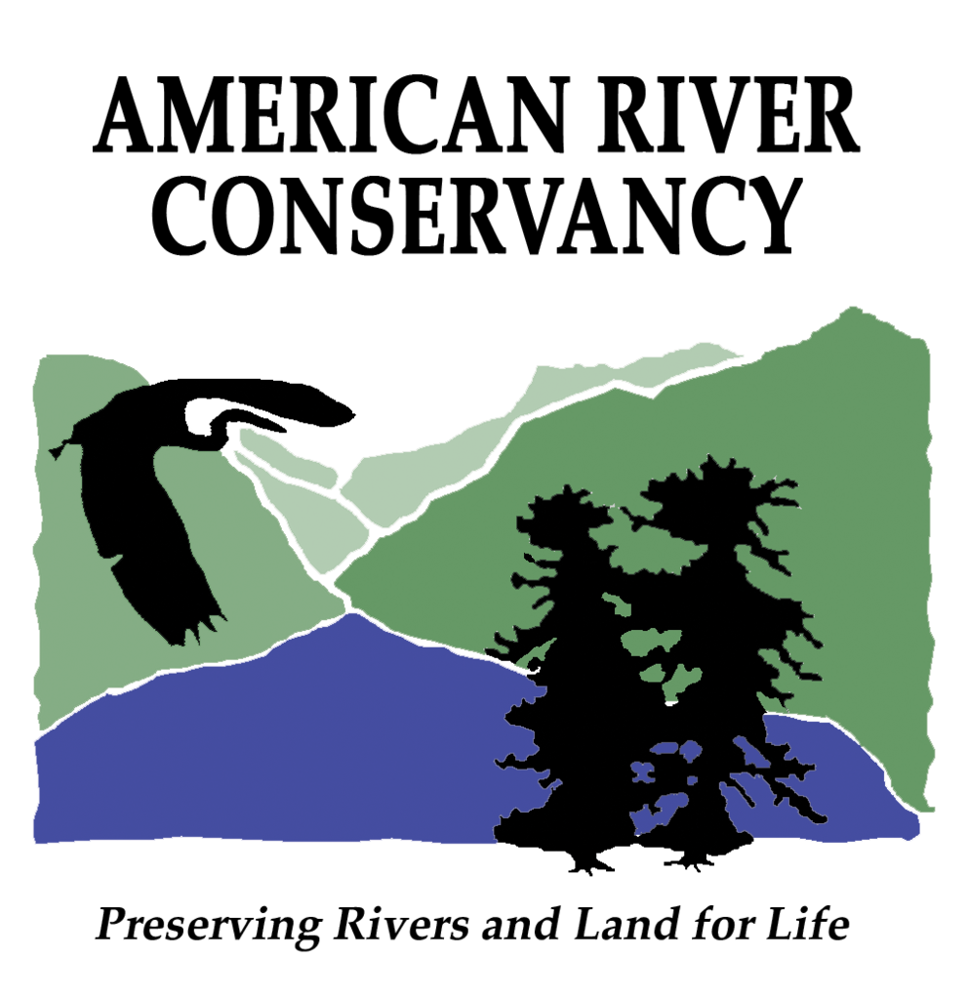 AMERICAN RIVER
CONSERVANCY
Preserving Rivers and Land for Life